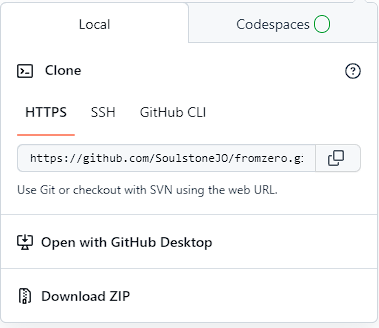 Local
Codespaces
Clone
HTTPS
SSH
GitHub CLI
https://github.com/SoulstoneJO/fromzero.g
Use Git or checkout with SVN using the web URL.
Open with GitHub Desktop
Download ZIP